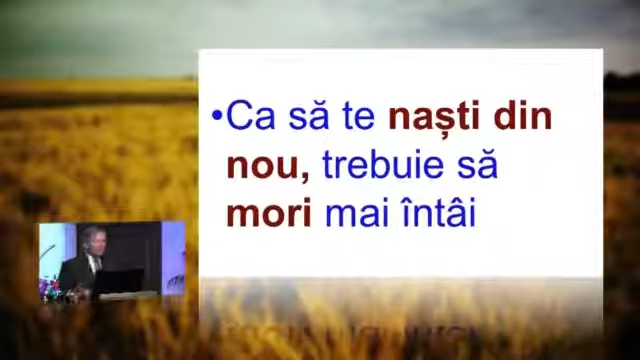 •Ca să te naști din
nou, trebuie să
mori mai întâi